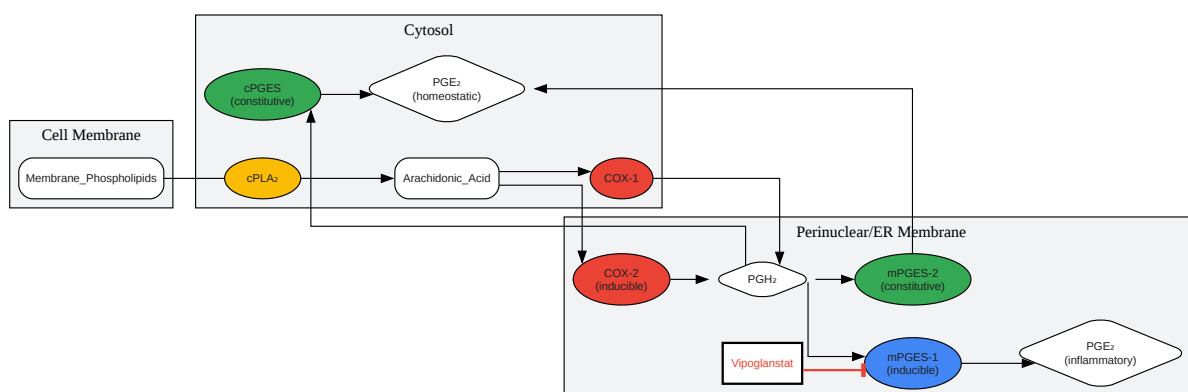 Cytosol
cPGES
(constitutive)
PGE₂
(homeostatic)
Cell Membrane
Membrane_Phospholipids
cPLA₂
Arachidonic_Acid
COX-1
Perinuclear/ER Membrane
COX-2
(inducible)
PGH₂
mPGES-2
(constitutive)
Vipoglanstat
mPGES-1
(inducible)
PGE₂
(inflammatory)